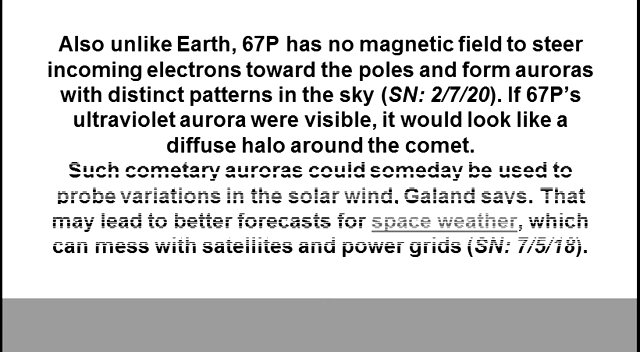 Also unlike Earth, 67P has no magnetic field to steer
incoming electrons toward the poles and form auroras
with distinct patterns in the sky (SN: 2/7/20). If 67P's
ultraviolet aurora were visible, it would look like a
diffuse halo around the comet.
Such cometary auroras could someday be used to
probe variations in the solar wind, Galand says. That
may lead to better forecasts for space weather, which
can mess with satellites and power grids (SN: 7/5/18).